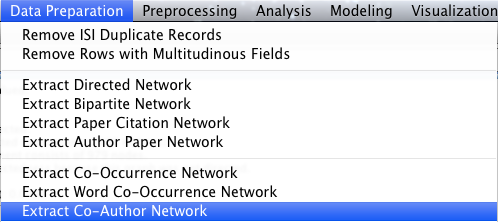 Data Preparation Preprocessing Analysis Modeling Visualization
Remove ISI Duplicate Records
Remove Rows with Multitudinous Fields
Extract Directed Network
Extract Bipartite Network
Extract Paper Citation Network
Extract Author Paper Network
Extract Co-Occurrence Network
Extract Word Co-Occurrence Network
Extract Co-Author Network